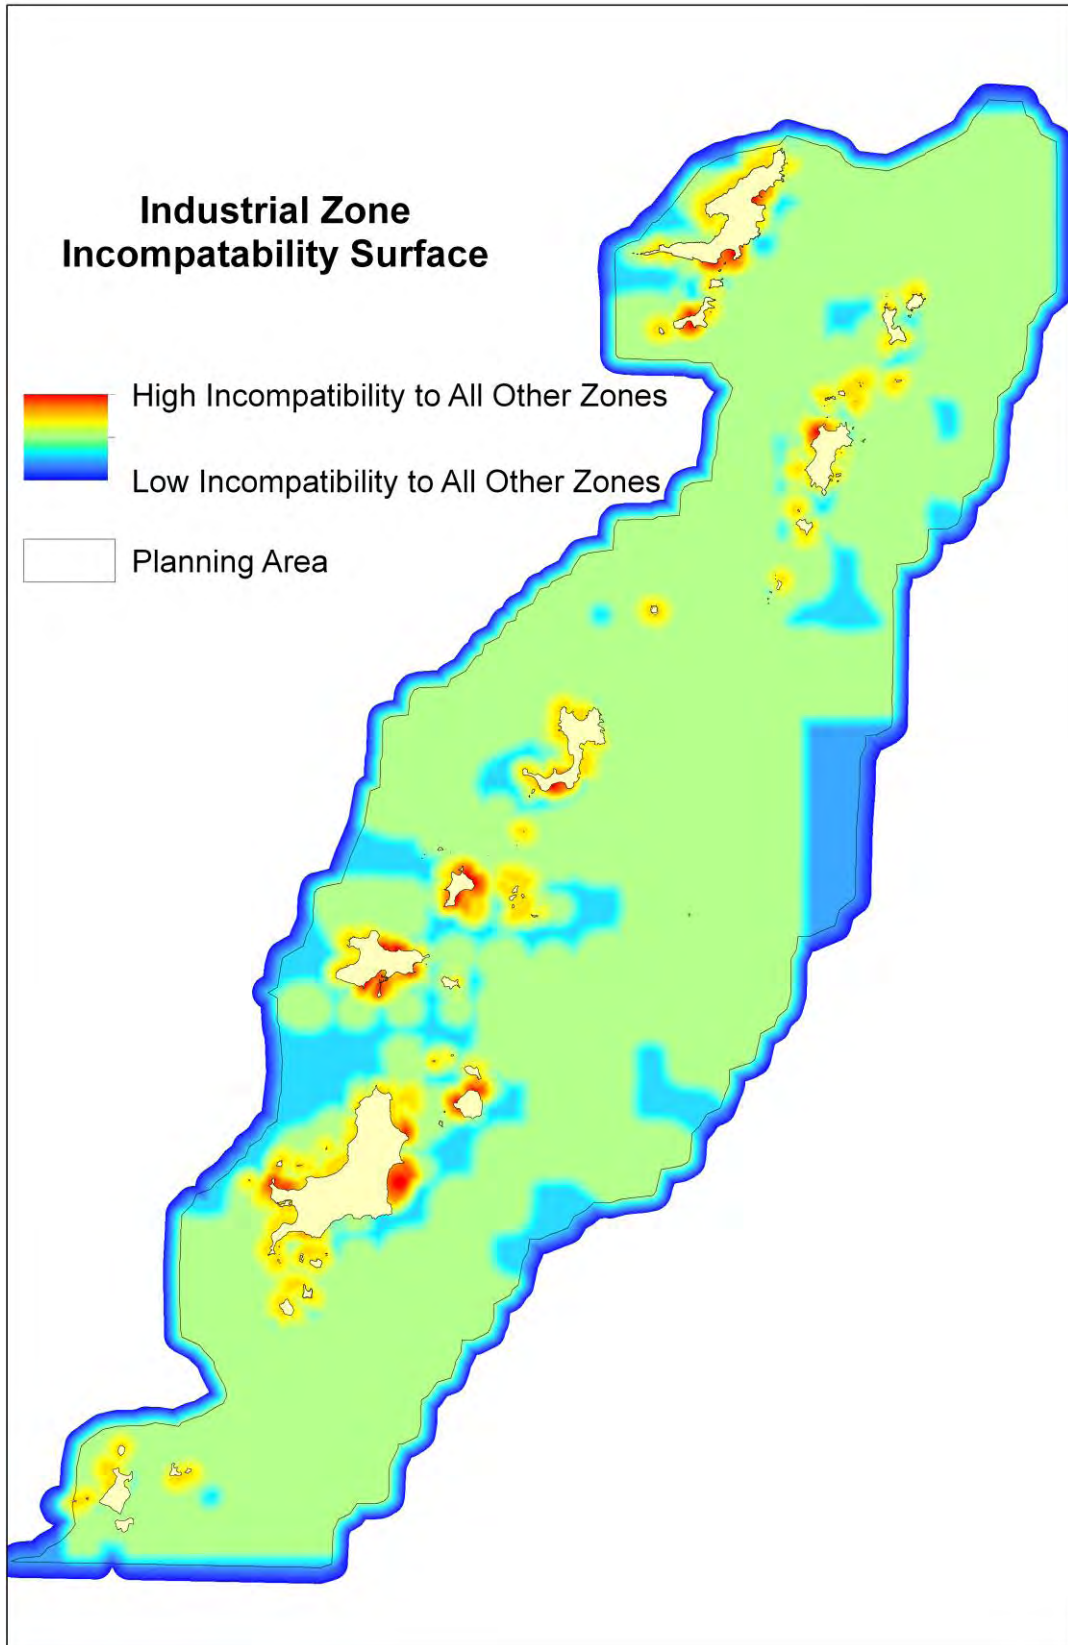 Industrial Zone
Incompatability Surface
High Incompatibility to All Other Zones
Low Incompatibility to All Other Zones
Planning Area